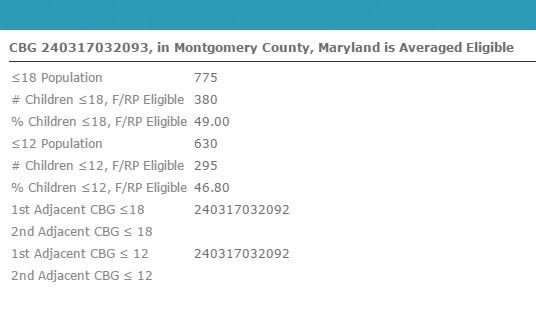 CBG 240317032093, in Montgomery County, Maryland is Averaged Eligible
≤18 Population 775
# Children ≤18, F/RP Eligible 380
% Children ≤18, F/RP Eligible 49.00
≤12 Population 630
# Children ≤12, F/RP Eligible 295
% Children ≤12, F/RP Eligible 46.80
1st Adjacent CBG ≤18 240317032092
2nd Adjacent CBG ≤ 18
1st Adjacent CBG ≤ 12 240317032092
2nd Adjacent CBG ≤ 12